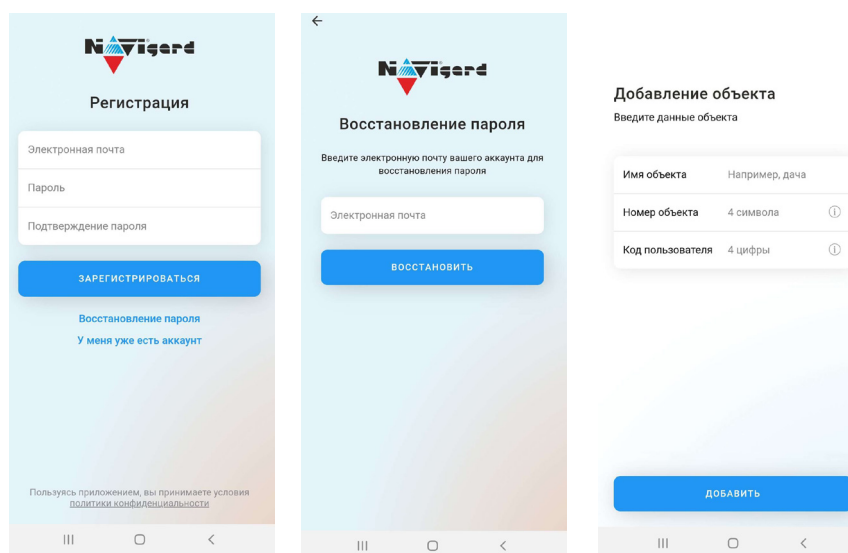 Navigard
Регистрация
Электронная почта
Пароль
Подтверждение пароля
ЗАРЕГИСТРИРОВАТЬСЯ
Восстановление пароля
У меня уже есть аккаунт
Пользуясь приложением, вы принимаете условия
политики конфиденциальности
Navigard
Восстановление пароля
Введите электронную почту вашего аккаунта для
восстановления пароля
Электронная почта
ВОССТАНОВИТЬ
Добавление объекта
Введите данные объекта
Имя объекта Например, дача
Номер объекта 4 символа
Код пользователя 4 цифры
ДОБАВИТЬ